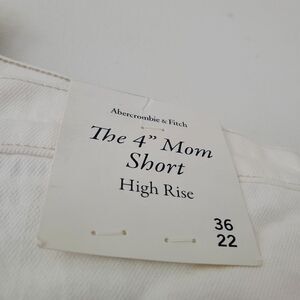 Abercrombie & Fitch
The 4” Mom
Short
High Rise
36
22